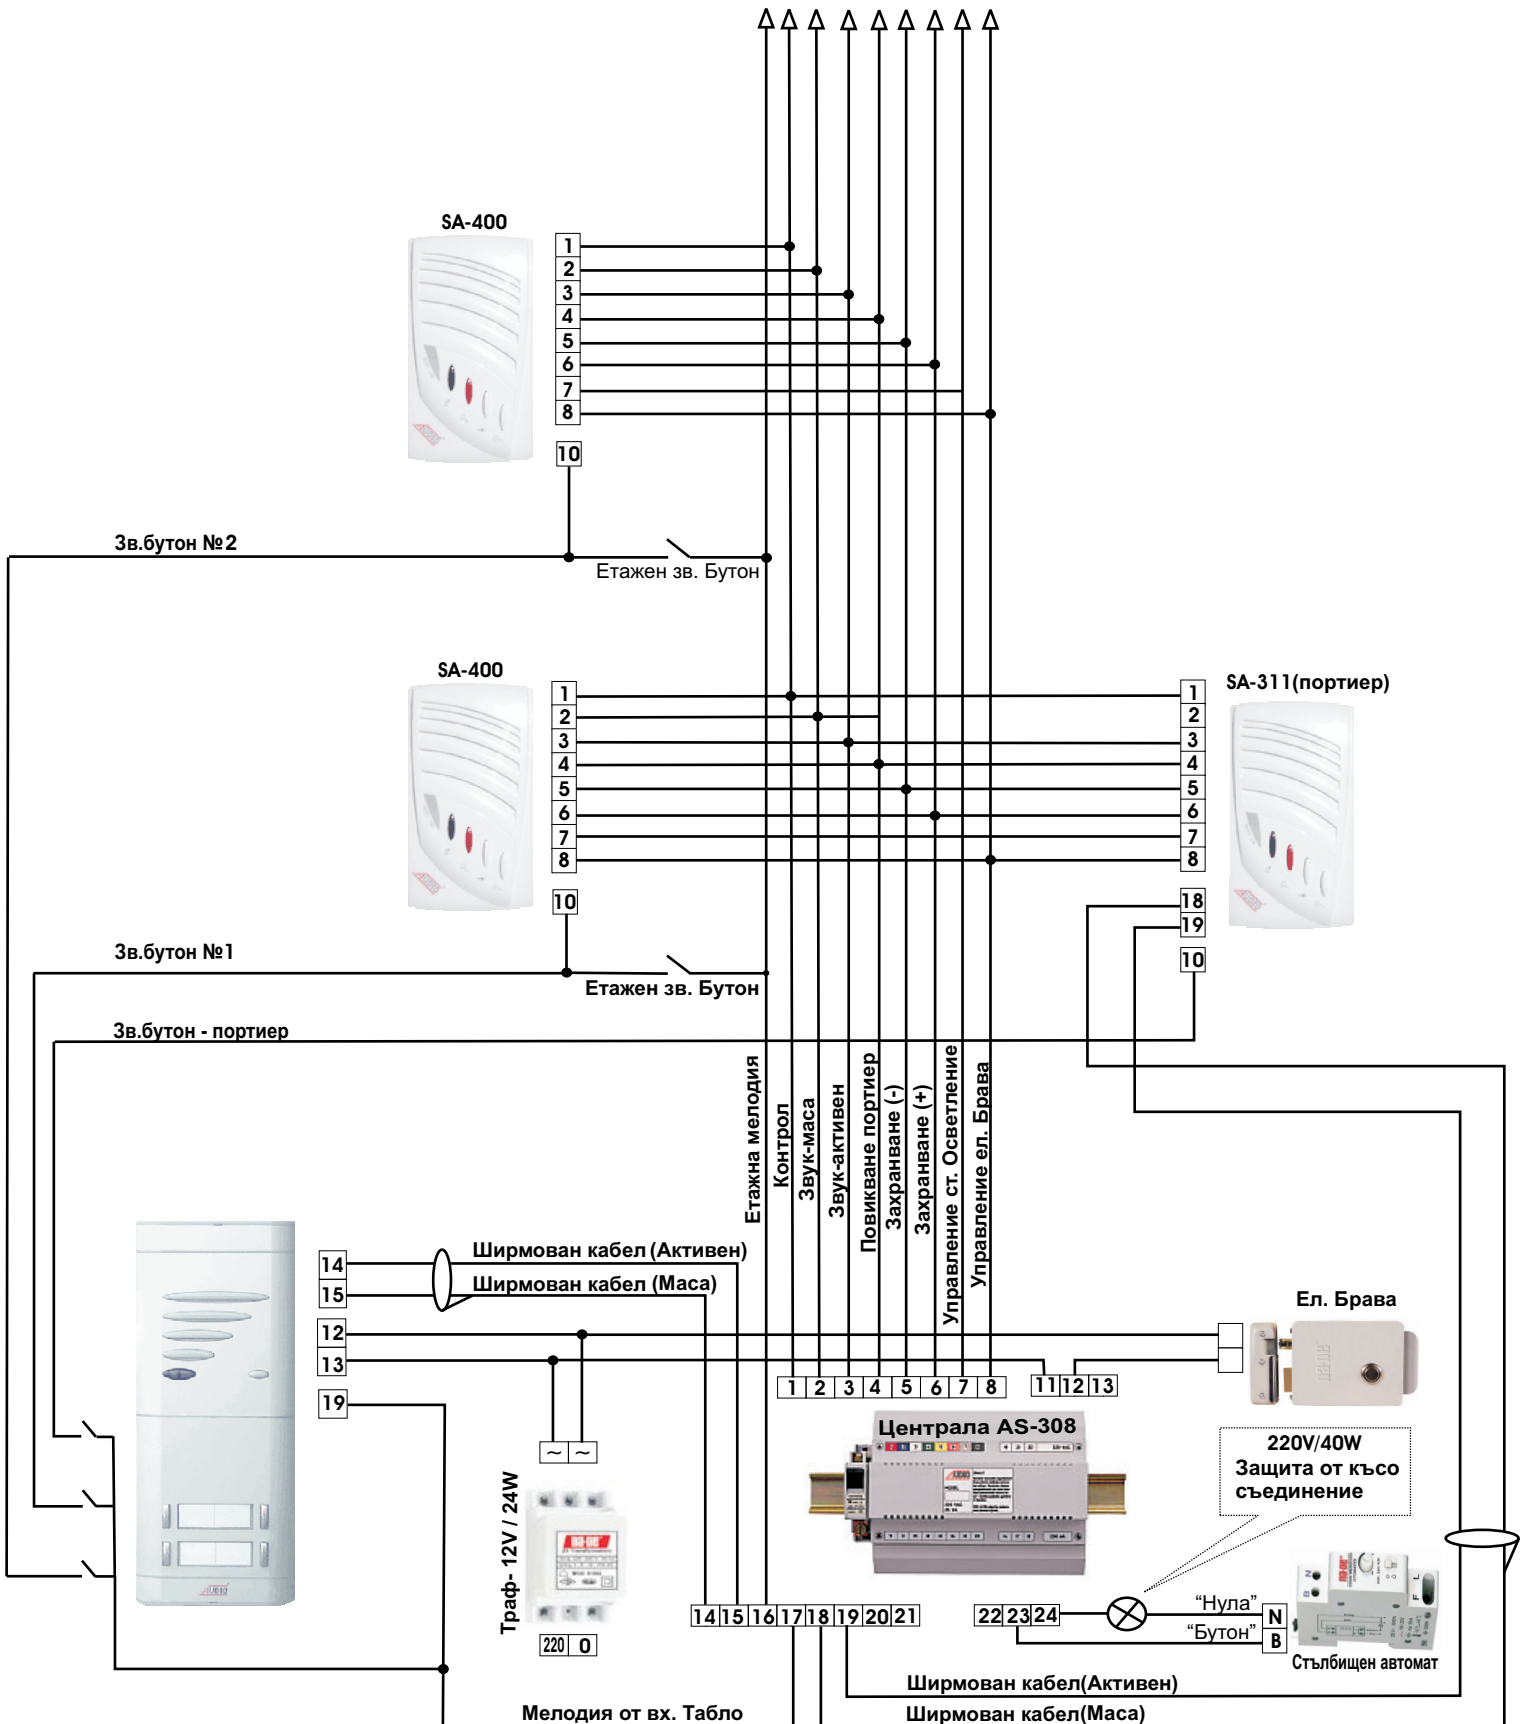 SA-400
1
2
3
4
5
6
7
8
10
Зв.бутон №2
Етажен зв. Бутон
SA-400
1
2
3
4
5
6
7
8
10
SA-311(портиер)
1
2
3
4
5
6
7
8
18
19
10
Зв.бутон №1
Етажен зв. Бутон
Зв.бутон - портиер
Етажна мелодия
Контрол
Звук-маса
Звук-активен
Повикване портиер
Захранване (-)
Захранване (+)
Управление ст. Осветление
Управление ел. Брава
14
15
12
13
19
Ширмован кабел (Активен)
Ширмован кабел (Маса)
Ел. Брава
1 2 3 4 5 6 7 8
11 12 13
Централа AS-308
AUDIO
220V/40W
Защита от късо
съединение
~ ~
Траф- 12V / 24W
220 0
14 15 16 17 18 19 20 21
22 23 24
“Нула”
“Бутон”
N
B
Стълбищен автомат
Ширмован кабел(Активен)
Мелодия от вх. Табло
Ширмован кабел(Маса)